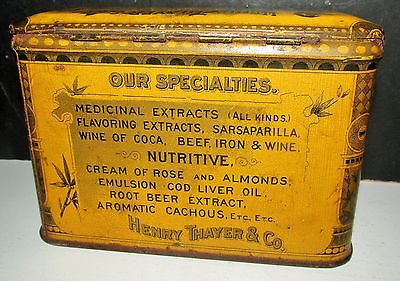 OUR SPECIALTIES.
MEDICINAL EXTRACTS (ALL KINDS.)
FLAVORING EXTRACTS, SARSAPARILLA,
WINE OF COCA, BEEF, IRON & WINE,
NUTRITIVE,
CREAM OF ROSE AND ALMONDS,
EMULSION COD LIVER OIL,
ROOT BEER EXTRACT,
AROMATIC CACHOUS, ETC. ETC.
HENRY THAYER & CO.